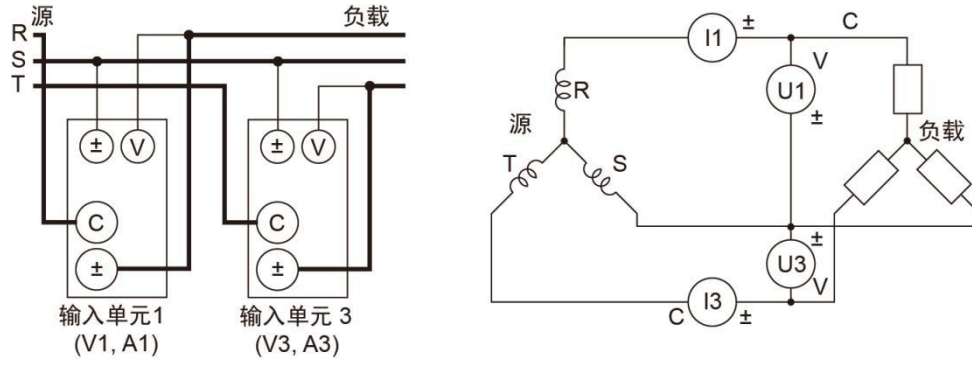 源 负载
R
S
T
± V ± V
C C
± ±
输入单元1 输入单元 3
(V1, A1) (V3, A3)
I1 ± C
V
R U1
源 ± 负载
T S
±
U3
V
C I3 ±